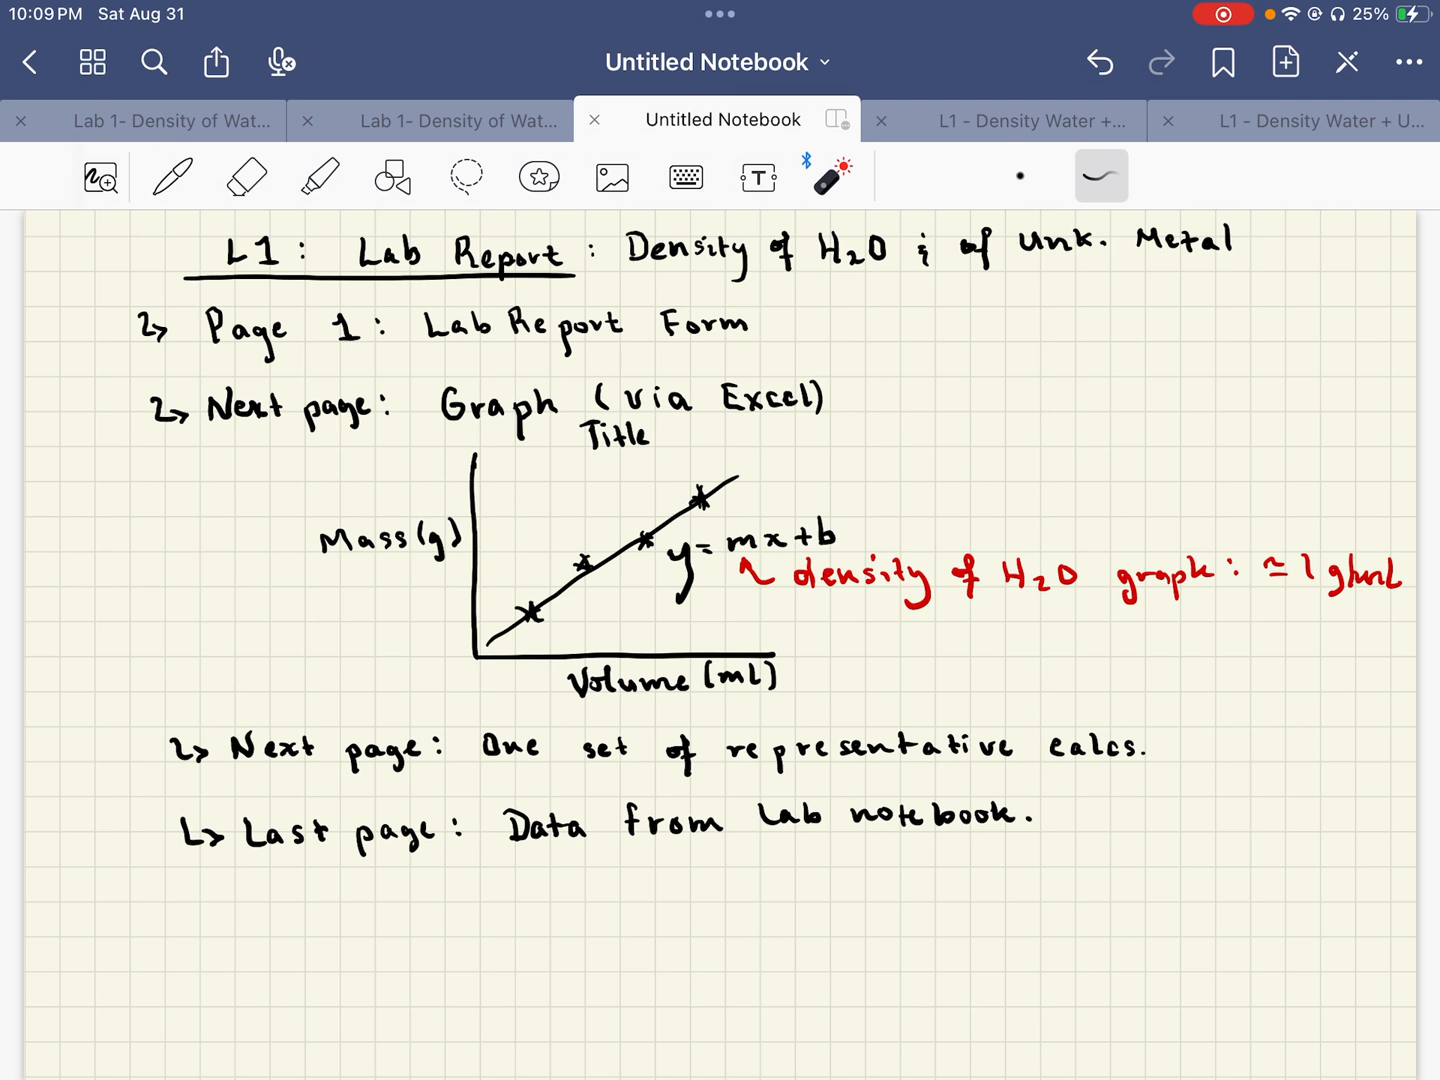 10:09 PM Sat Aug 31
25%
Untitled Notebook
Lab 1- Density of Wat...
Lab 1- Density of Wat...
Untitled Notebook
L1 - Density Water +...
L1 - Density Water + U...
T
L1: Lab Report: Density of H2O & of Unk. Metal
↳ Page 1: Lab Report Form
↳ Next page: Graph (via Excel)
Title
Mass (g)
y = mx+b
density of H2O graph: ≃ 1 g/mL
Volume (mL)
↳ Next page: One set of representative calcs.
↳ Last page: Data from lab notebook.